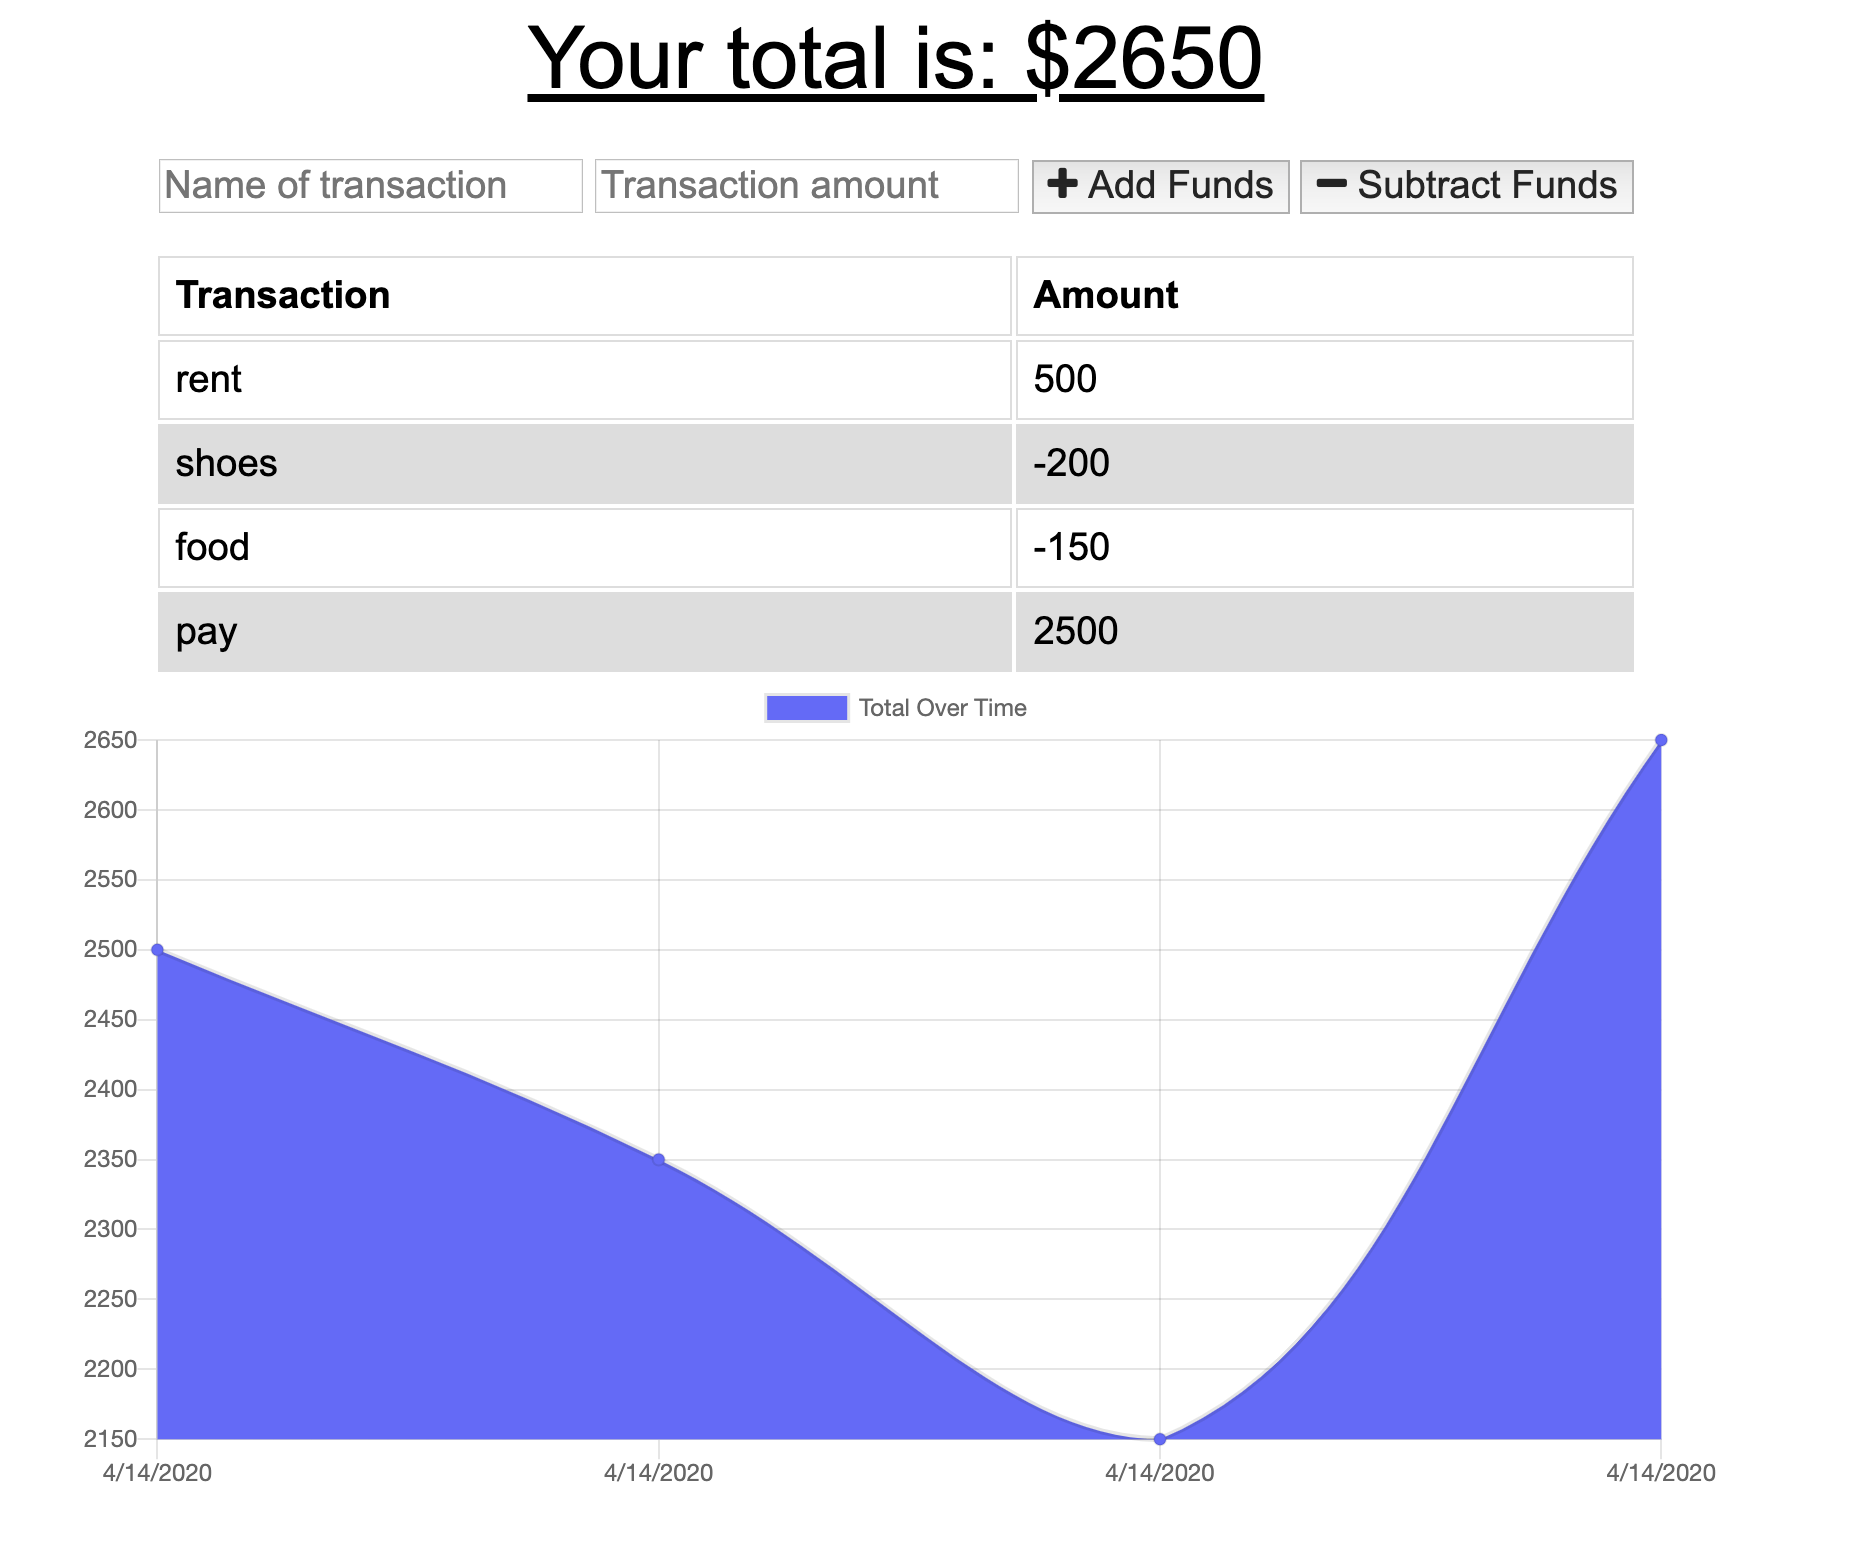 Your total is: $2650
Name of transaction Transaction amount + Add Funds − Subtract Funds
Transaction Amount
rent 500
shoes -200
food -150
pay 2500
Total Over Time
2650
2600
2550
2500
2450
2400
2350
2300
2250
2200
2150
4/14/2020 4/14/2020 4/14/2020 4/14/2020